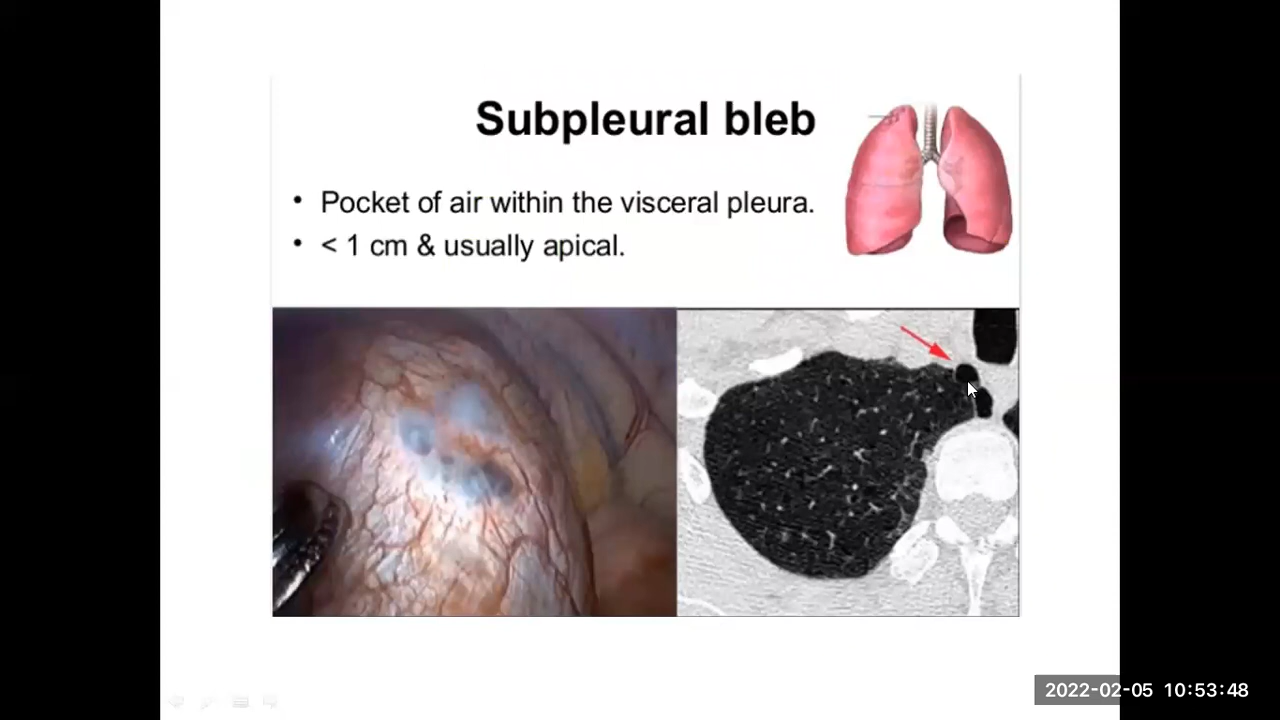 Subpleural bleb
• Pocket of air within the visceral pleura.
• < 1 cm & usually apical.
2022-02-05 10:53:48